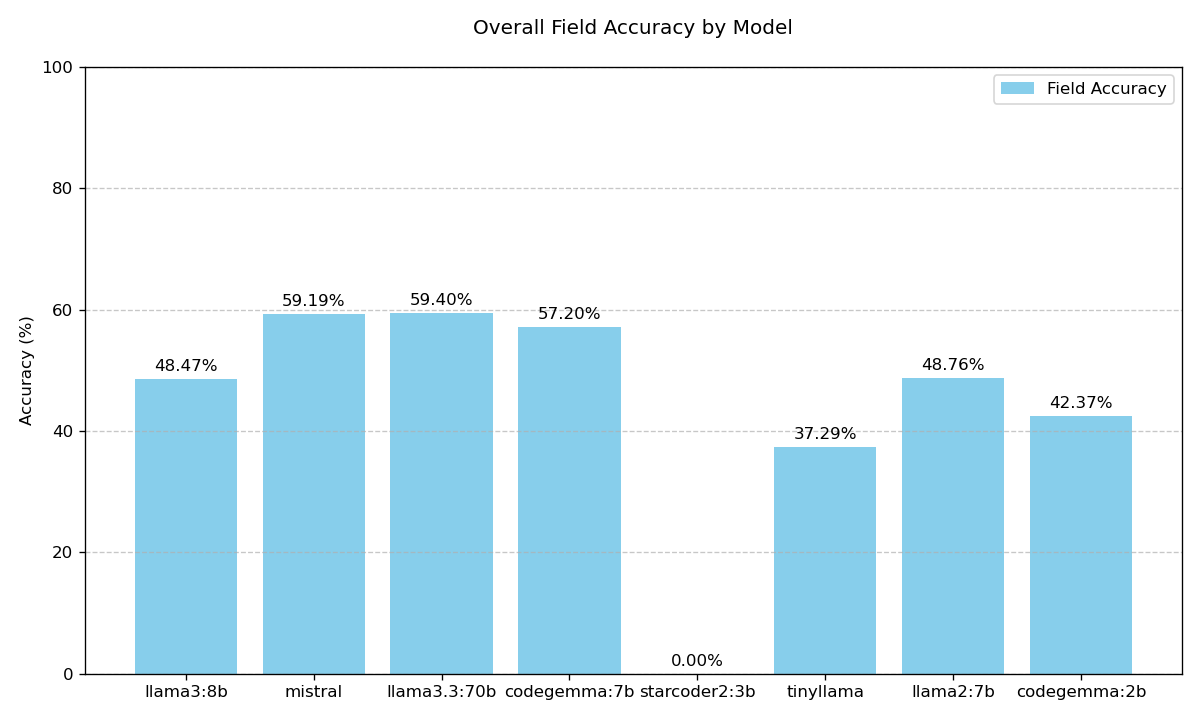 Overall Field Accuracy by Model
Field Accuracy
100
80
60
40
20
0
Accuracy (%)
48.47%
59.19%
59.40%
57.20%
0.00%
37.29%
48.76%
42.37%
llama3:8b
mistral
llama3.3:70b
codegemma:7b
starcoder2:3b
tinyllama
llama2:7b
codegemma:2b